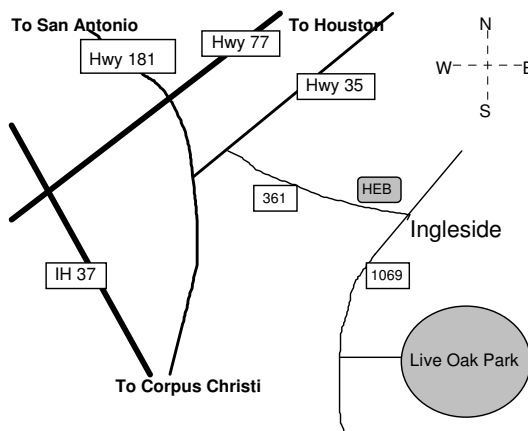 To San Antonio
To Houston
Hwy 77
Hwy 181
Hwy 35
N
W
E
S
HEB
361
Ingleside
IH 37
1069
Live Oak Park
To Corpus Christi